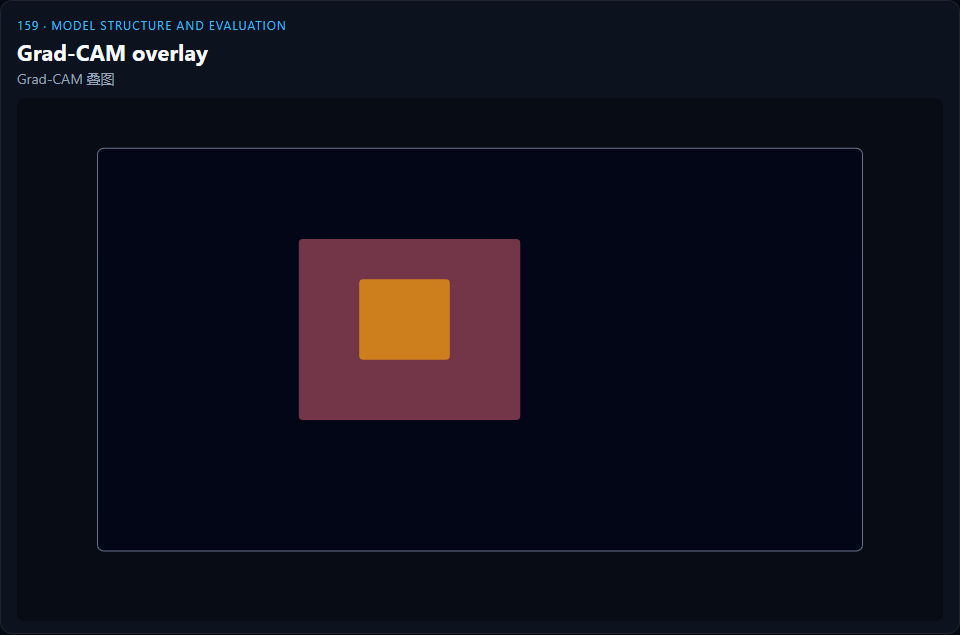 159 · MODEL STRUCTURE AND EVALUATION
Grad-CAM overlay
Grad-CAM 叠图